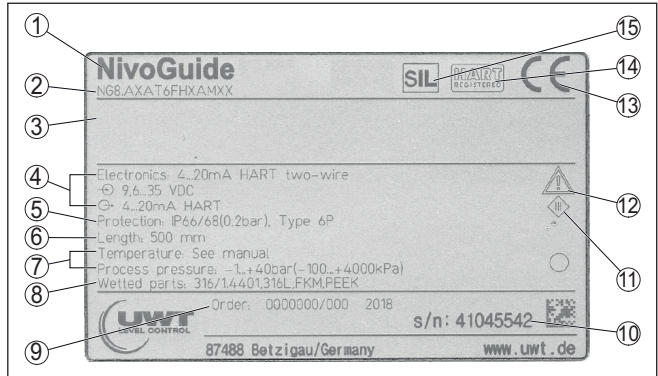 1
NivoGuide
2
NG8.AXAT6FHXAMXX
3
SIL
HART
REGISTERED
CE
15
14
13
4
Electronics: 4...20mA HART two-wire
9,6...35 VDC
4...20mA HART
5
Protection: IP66/68(0.2bar), Type 6P
6
Length: 500 mm
7
Temperature: See manual
Process pressure: -1...+40bar(-100...+4000kPa)
8
Wetted parts: 316/1.4401,316L,FKM,PEEK
12
11
Order: 0000000/000 2018
UWT
LEVEL CONTROL
s/n: 41045542
9
10
87488 Betzigau/Germany
www.uwt.de